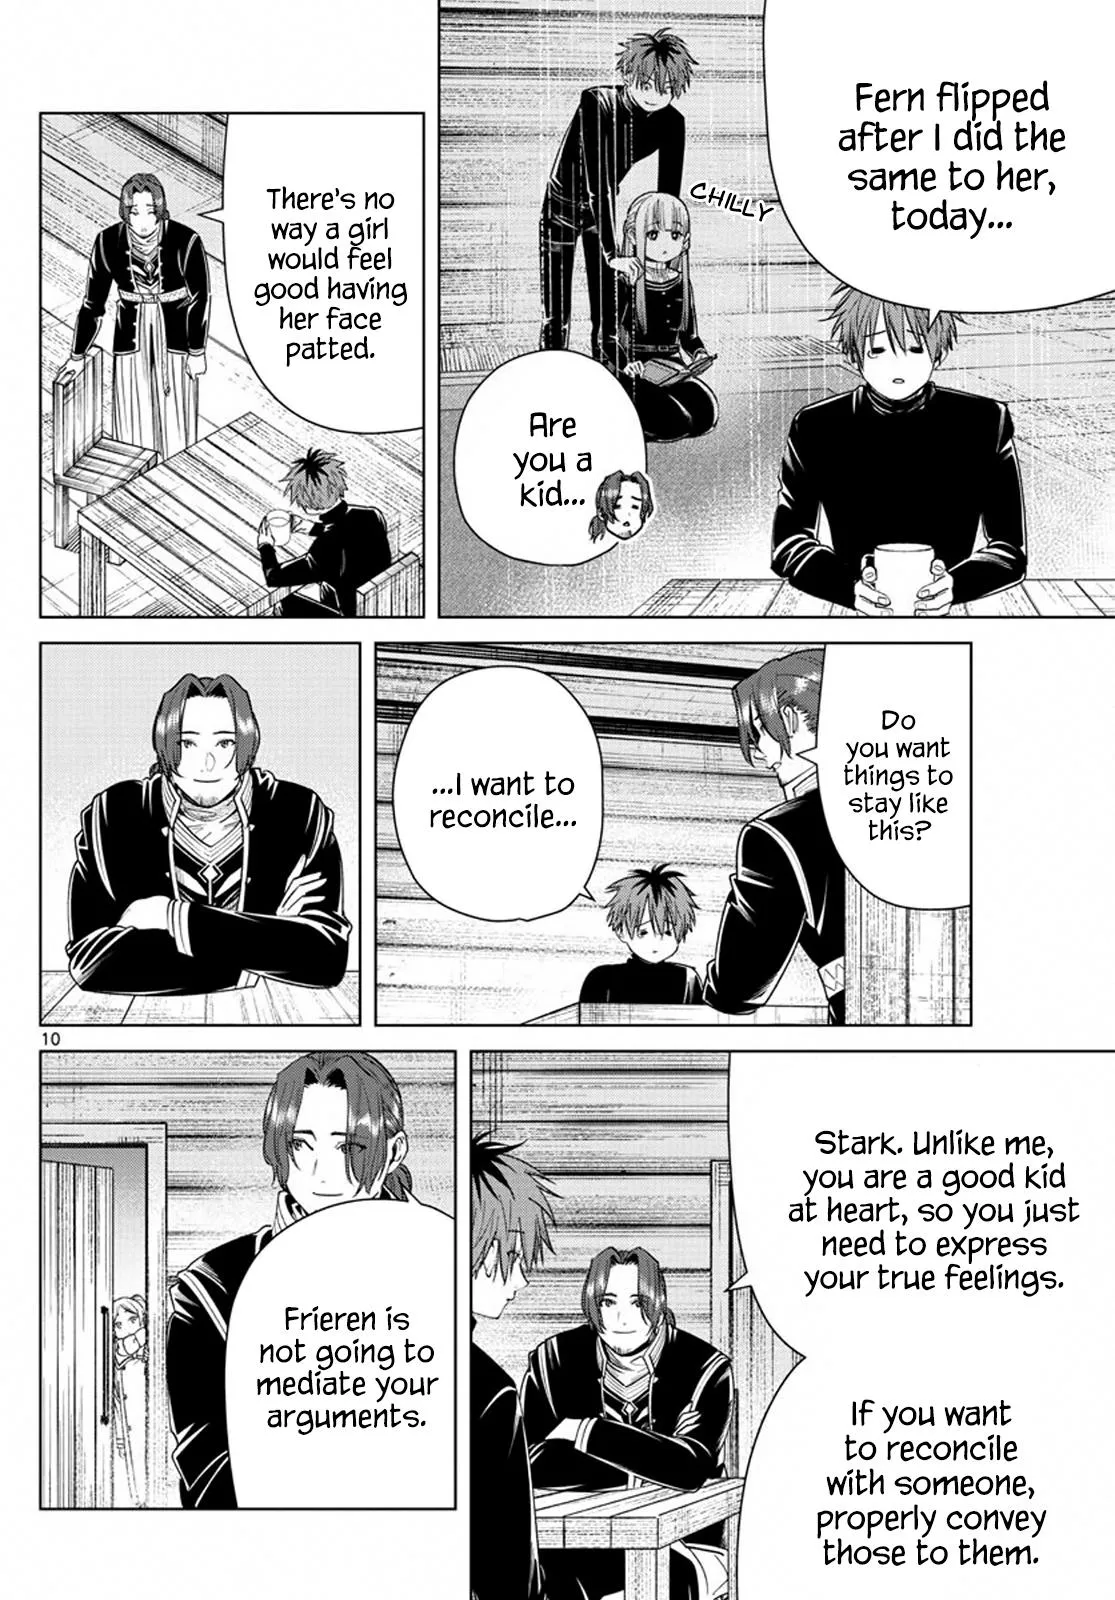 Fern flipped
after I did the
same to her,
today...
CHILLY
Are
you a
kid...
There's no
way a girl
would feel
good having
her face
patted.
Do
you want
things to
stay like
this?
...I want to
reconcile...
10
Stark. Unlike me,
you are a good kid
at heart, so you just
need to express
your true feelings.
If you want
to reconcile
with someone,
properly convey
those to them.
Frieren is
not going to
mediate your
arguments.